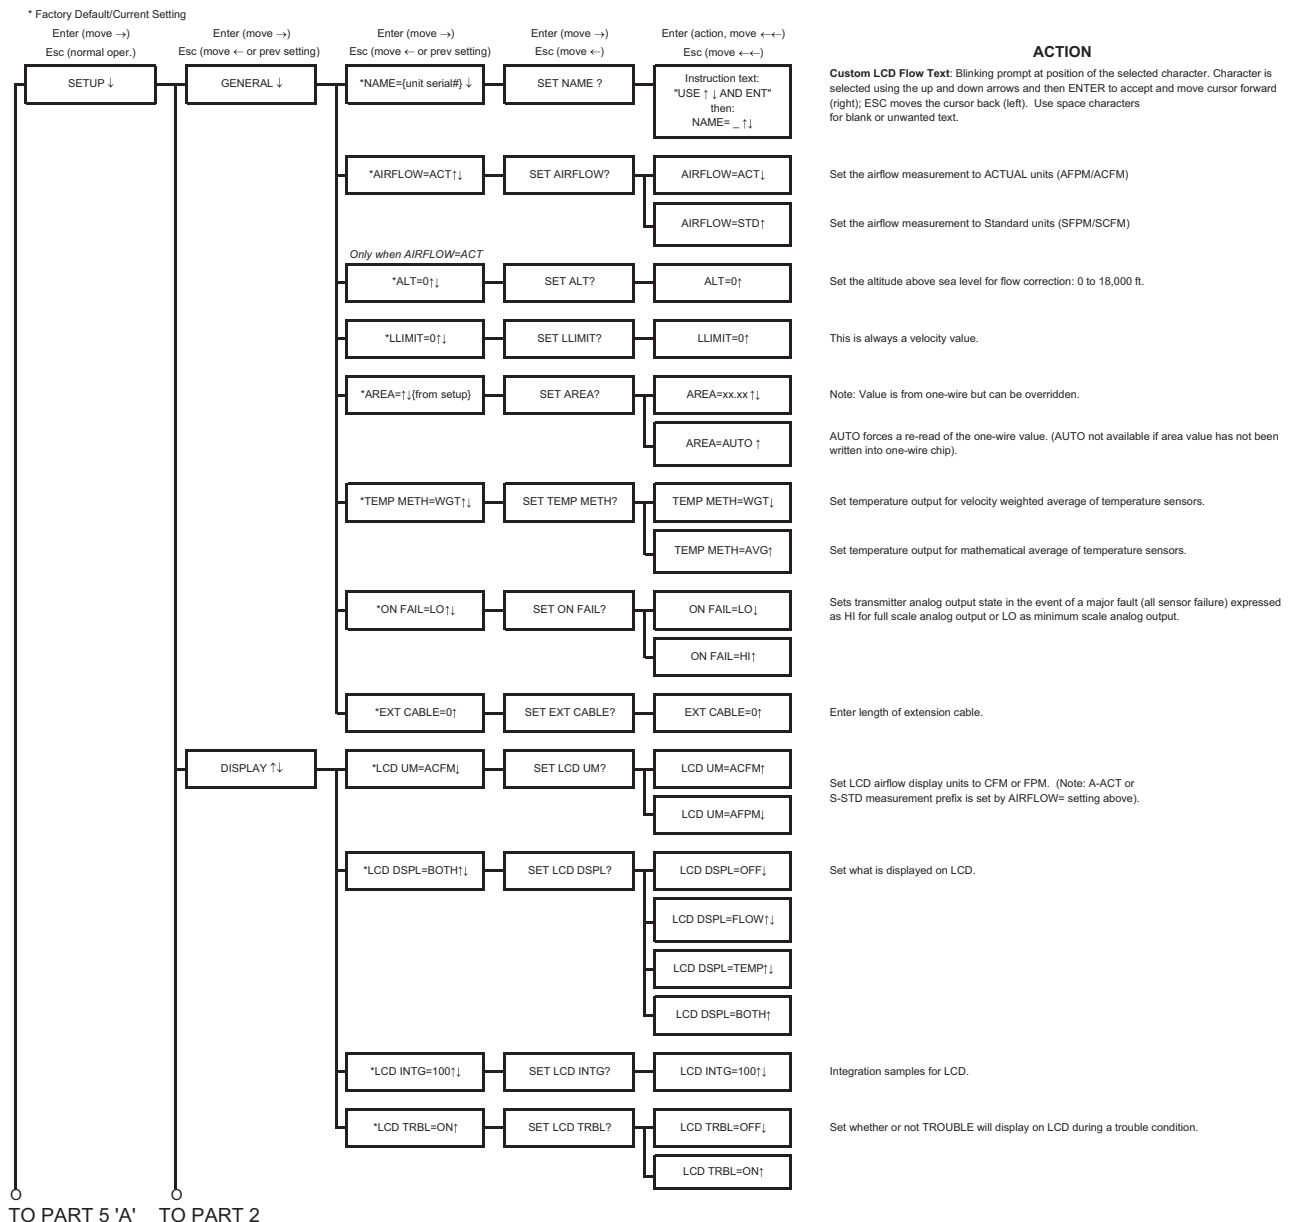 * Factory Default/Current Setting
Enter (move →)
Esc (normal oper.)
Enter (move →)
Esc (move ← or prev setting)
Enter (move →)
Esc (move ← or prev setting)
Enter (move →)
Esc (move ←)
Enter (action, move ←←)
Esc (move ←←)
ACTION
SETUP ↓
GENERAL ↓
*NAME={unit serial#} ↓
SET NAME ?
Instruction text:
"USE ↑ ↓ AND ENT"
then:
NAME= _ ↑↓
Custom LCD Flow Text: Blinking prompt at position of the selected character. Character is
selected using the up and down arrows and then ENTER to accept and move cursor forward
(right); ESC moves the cursor back (left). Use space characters
for blank or unwanted text.
*AIRFLOW=ACT↑↓
SET AIRFLOW?
AIRFLOW=ACT↓
Set the airflow measurement to ACTUAL units (AFPM/ACFM)
AIRFLOW=STD↑
Set the airflow measurement to Standard units (SFPM/SCFM)
Only when AIRFLOW=ACT
*ALT=0↑↓
SET ALT?
ALT=0↑
Set the altitude above sea level for flow correction: 0 to 18,000 ft.
*LLIMIT=0↑↓
SET LLIMIT?
LLIMIT=0↑
This is always a velocity value.
*AREA=↑↓{from setup}
SET AREA?
AREA=xx.xx ↑↓
Note: Value is from one-wire but can be overridden.
AREA=AUTO ↑
AUTO forces a re-read of the one-wire value. (AUTO not available if area value has not been
written into one-wire chip).
*TEMP METH=WGT↑↓
SET TEMP METH?
TEMP METH=WGT↓
Set temperature output for velocity weighted average of temperature sensors.
TEMP METH=AVG↑
Set temperature output for mathematical average of temperature sensors.
*ON FAIL=LO↑↓
SET ON FAIL?
ON FAIL=LO↓
Sets transmitter analog output state in the event of a major fault (all sensor failure) expressed
as HI for full scale analog output or LO as minimum scale analog output.
ON FAIL=HI↑
*EXT CABLE=0↑
SET EXT CABLE?
EXT CABLE=0↑
Enter length of extension cable.
DISPLAY ↑↓
*LCD UM=ACFM↓
SET LCD UM?
LCD UM=ACFM↑
Set LCD airflow display units to CFM or FPM. (Note: A-ACT or
S-STD measurement prefix is set by AIRFLOW= setting above).
LCD UM=AFPM↓
*LCD DSPL=BOTH↑↓
SET LCD DSPL?
LCD DSPL=OFF↓
Set what is displayed on LCD.
LCD DSPL=FLOW↑↓
LCD DSPL=TEMP↑↓
LCD DSPL=BOTH↑
*LCD INTG=100↑↓
SET LCD INTG?
LCD INTG=100↑↓
Integration samples for LCD.
*LCD TRBL=ON↑
SET LCD TRBL?
LCD TRBL=OFF↓
Set whether or not TROUBLE will display on LCD during a trouble condition.
LCD TRBL=ON↑
O
O
TO PART 5 'A'
TO PART 2